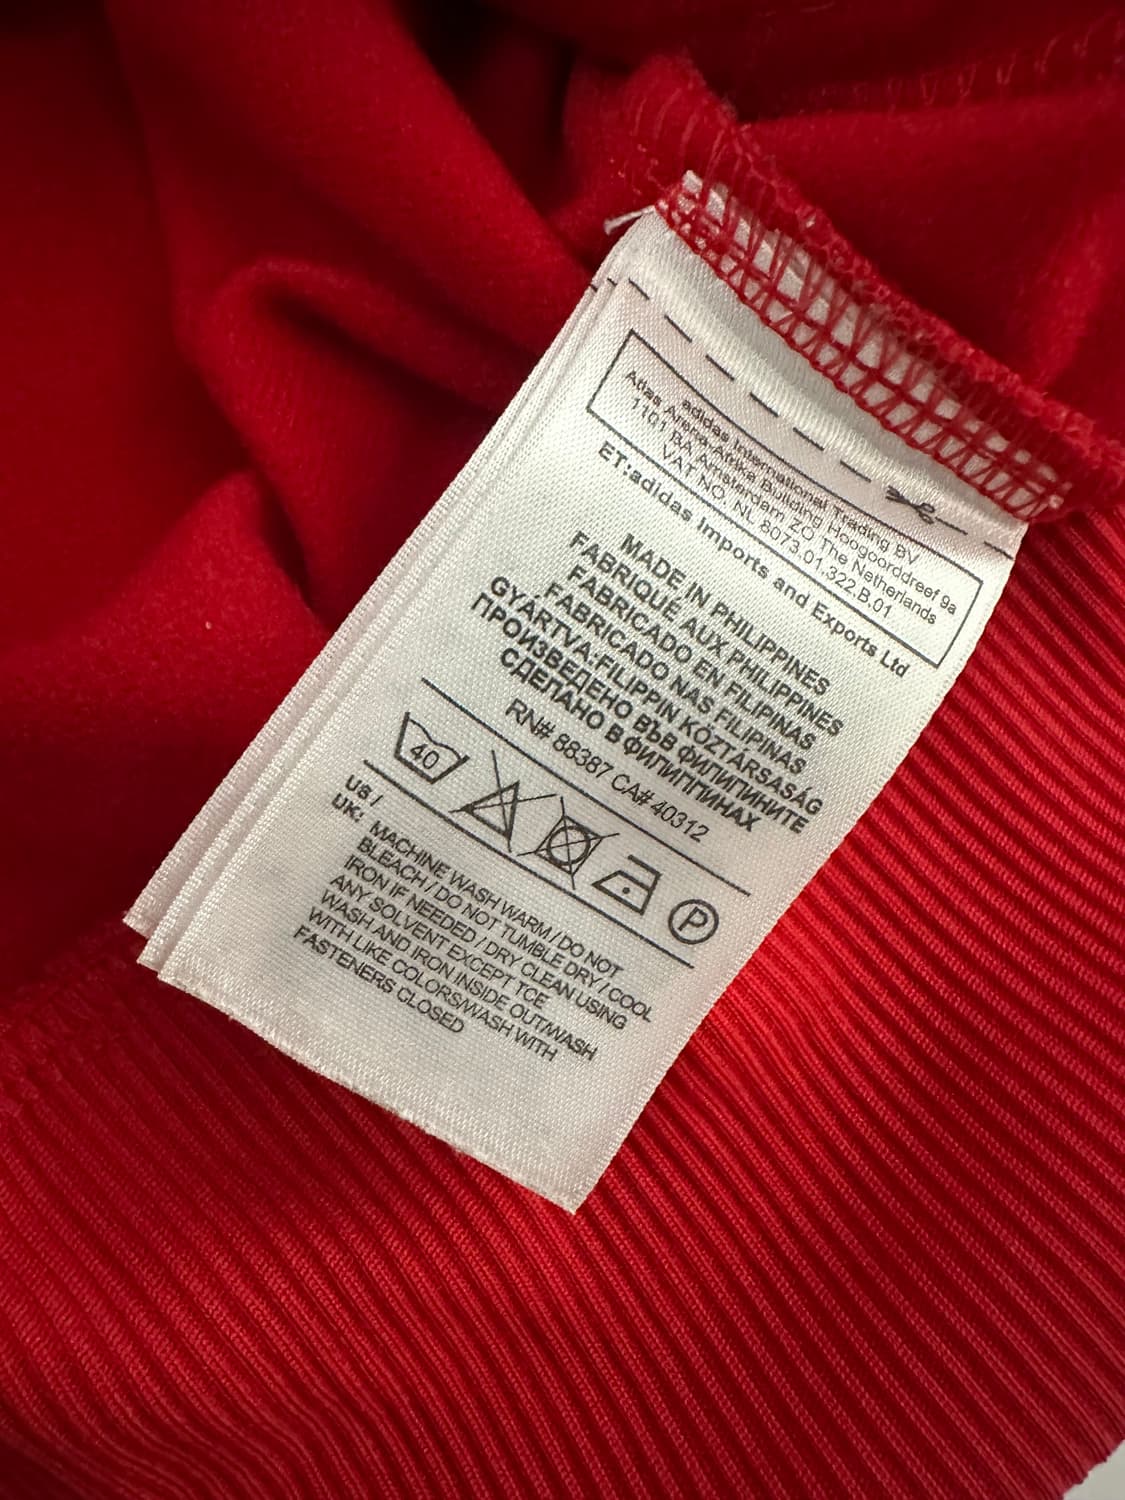 adidas International Trading BV
Atlas Arena-Afrika Building Hoogoorddreef 9a
1101 BA Amsterdam ZO The Netherlands
VAT NO. NL 8073.01.322.B.01
ET:adidas Imports and Exports Ltd
MADE IN PHILIPPINES
FABRIQUÉ AUX PHILIPPINES
FABRICADO EN FILIPINAS
FABRICADO NAS FILIPINAS
GYÁRTVA:FILIPPIN KÖZTÁRSASÁG
ПРОИЗВЕДЕНО ВЪВ ФИЛИПИНИТЕ
СДЕЛАНО В ФИЛИППИНАХ
RN# 88387 CA# 40312
40
P
US /
UK: MACHINE WASH WARM / DO NOT
BLEACH / DO NOT TUMBLE DRY / COOL
IRON IF NEEDED / DRY CLEAN USING
ANY SOLVENT EXCEPT TCE
WASH AND IRON INSIDE OUT/WASH
WITH LIKE COLORS/WASH WITH
FASTENERS CLOSED